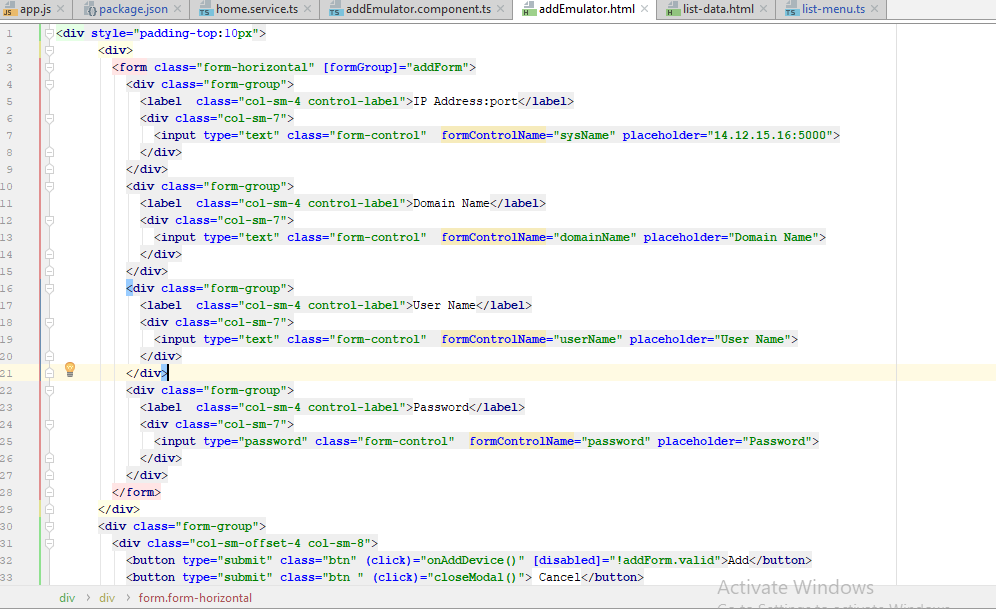 app.js package.json home.service.ts addEmulator.component.ts addEmulator.html list-data.html list-menu.ts
1 <div style="padding-top:10px">
2 <div>
3 <form class="form-horizontal" [formGroup]="addForm">
4 <div class="form-group">
5 <label  class="col-sm-4 control-label">IP Address:port</label>
6 <div class="col-sm-7">
7 <input type="text" class="form-control"  formControlName="sysName" placeholder="14.12.15.16:5000">
8 </div>
9 </div>
10 <div class="form-group">
11 <label  class="col-sm-4 control-label">Domain Name</label>
12 <div class="col-sm-7">
13 <input type="text" class="form-control"  formControlName="domainName" placeholder="Domain Name">
14 </div>
15 </div>
16 <div class="form-group">
17 <label  class="col-sm-4 control-label">User Name</label>
18 <div class="col-sm-7">
19 <input type="text" class="form-control"  formControlName="userName" placeholder="User Name">
20 </div>
21 </div>
22 <div class="form-group">
23 <label  class="col-sm-4 control-label">Password</label>
24 <div class="col-sm-7">
25 <input type="password" class="form-control"  formControlName="password" placeholder="Password">
26 </div>
27 </div>
28 </form>
29 </div>
30 <div class="form-group">
31 <div class="col-sm-offset-4 col-sm-8">
32 <button type="submit" class="btn" (click)="onAddDevice()" [disabled]="!addForm.valid">Add</button>
33 <button type="submit" class="btn " (click)="closeModal()"> Cancel</button>
Activate Windows
div › div › form.form-horizontal
Go to Settings to activate Windows